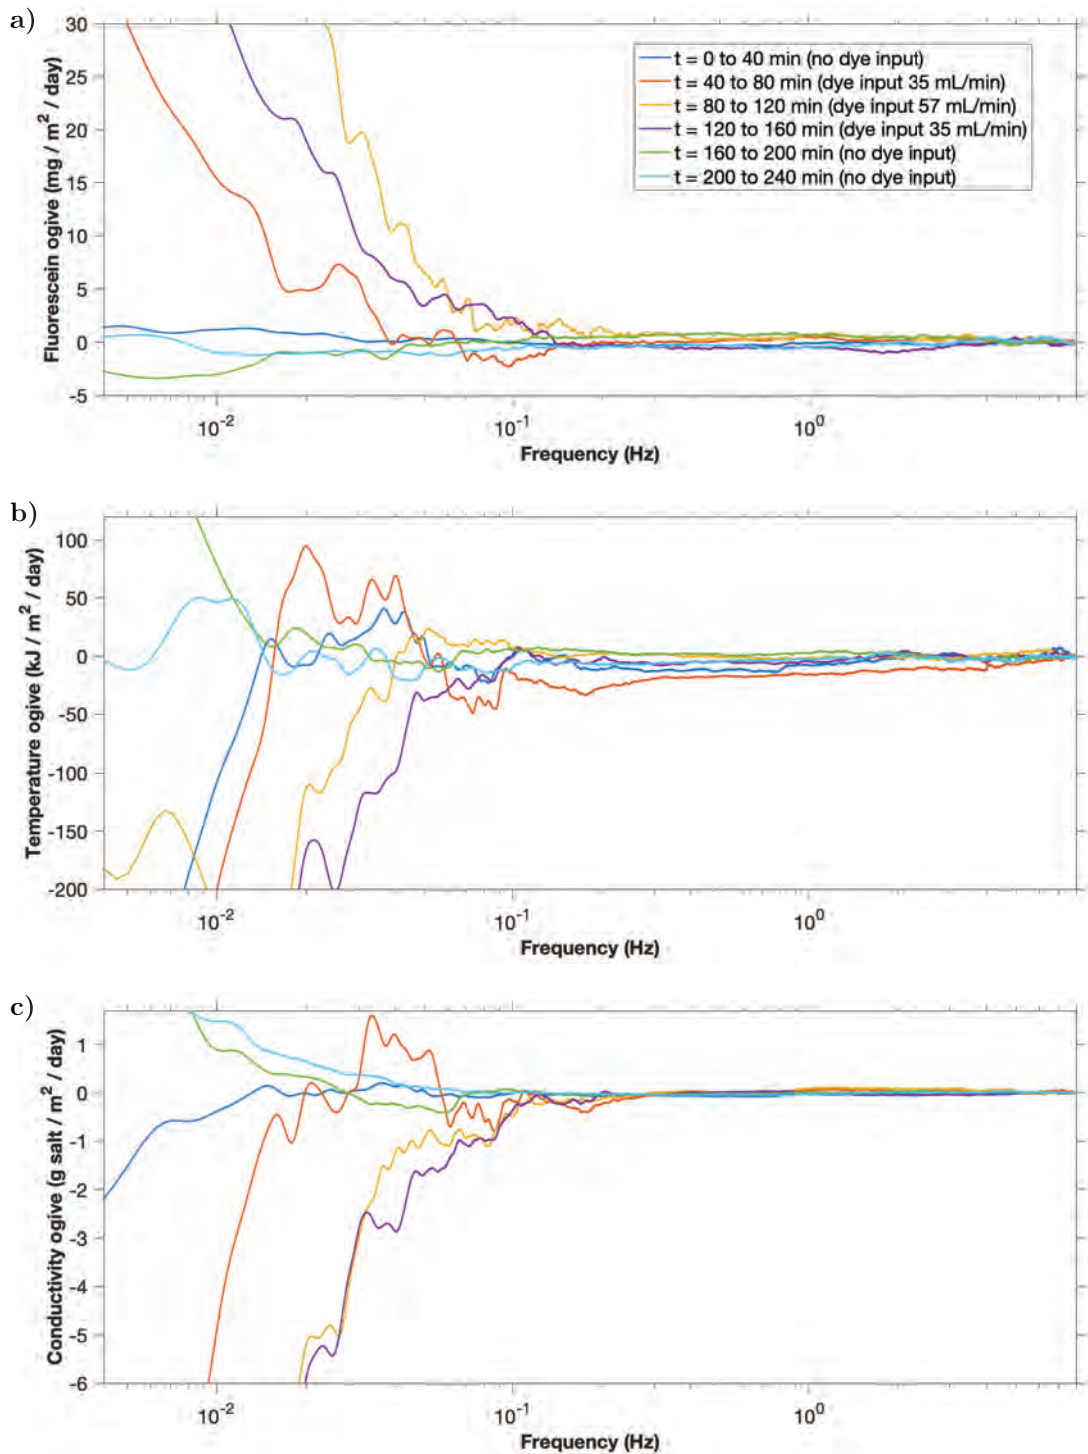 a)
30
25
20
15
10
5
0
-5
Fluorescein ogive (mg / m² / day)
t = 0 to 40 min (no dye input)
t = 40 to 80 min (dye input 35 mL/min)
t = 80 to 120 min (dye input 57 mL/min)
t = 120 to 160 min (dye input 35 mL/min)
t = 160 to 200 min (no dye input)
t = 200 to 240 min (no dye input)
10⁻² 10⁻¹ 10⁰
Frequency (Hz)
b)
100
50
0
-50
-100
-150
-200
Temperature ogive (kJ / m² / day)
10⁻² 10⁻¹ 10⁰
Frequency (Hz)
c)
1
0
-1
-2
-3
-4
-5
-6
Conductivity ogive (g salt / m² / day)
10⁻² 10⁻¹ 10⁰
Frequency (Hz)